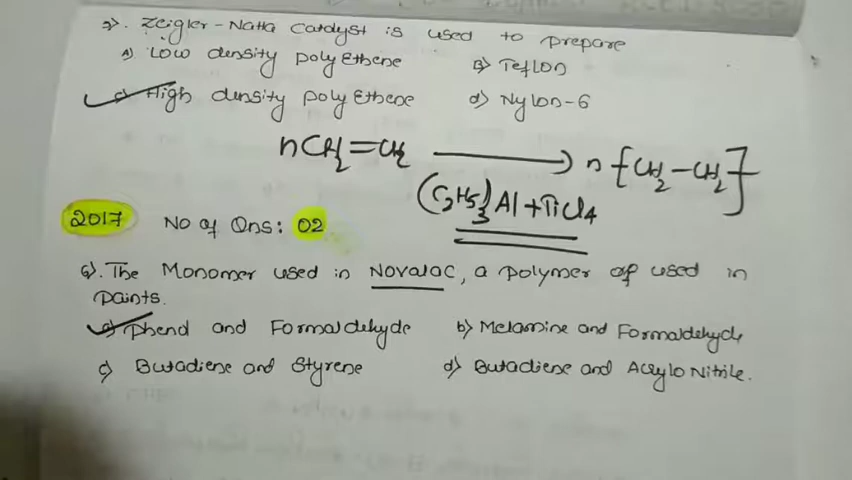 Q). Zeigler-Natta Catalyst is used to prepare
A) Low density poly Ethene B) Teflon
c) High density poly Ethene d) Nylon-6
nCH2=CH2 ⟶ n{CH2-CH2}
(C2H5)3 Al+TiCl4
2017 No of Qns: 02
Q). The Monomer used in NOVALAC, a polymer of used in
paints.
a) Phenol and Formaldehyde b) Melamine and Formaldehyde
c) Butadiene and Styrene d) Butadiene and Acrylo Nitrile.